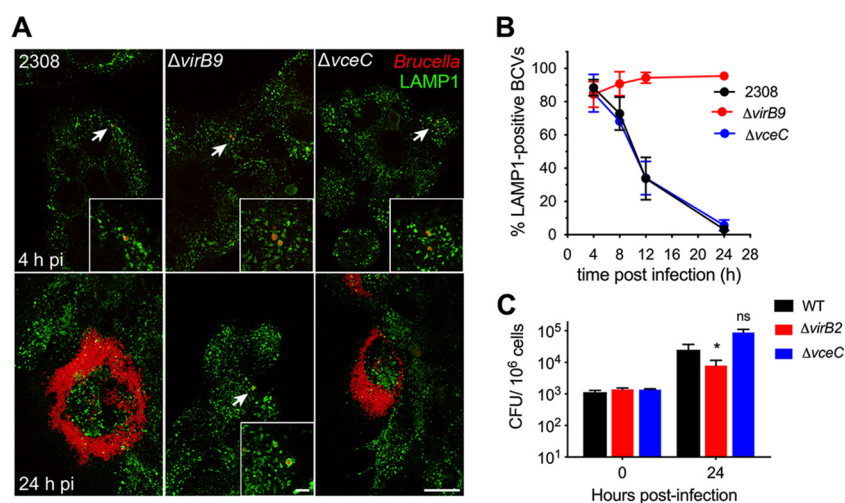 A
2308
ΔvirB9
ΔvceC
Brucella
LAMP1
4 h pi
24 h pi
B
% LAMP1-positive BCVs
100
80
60
40
20
0
0 4 8 12 16 20 24 28
time post infection (h)
2308
ΔvirB9
ΔvceC
C
CFU/ 10⁶ cells
10⁵
10⁴
10³
10²
10¹
*
ns
0 24
Hours post-infection
WT
ΔvirB2
ΔvceC